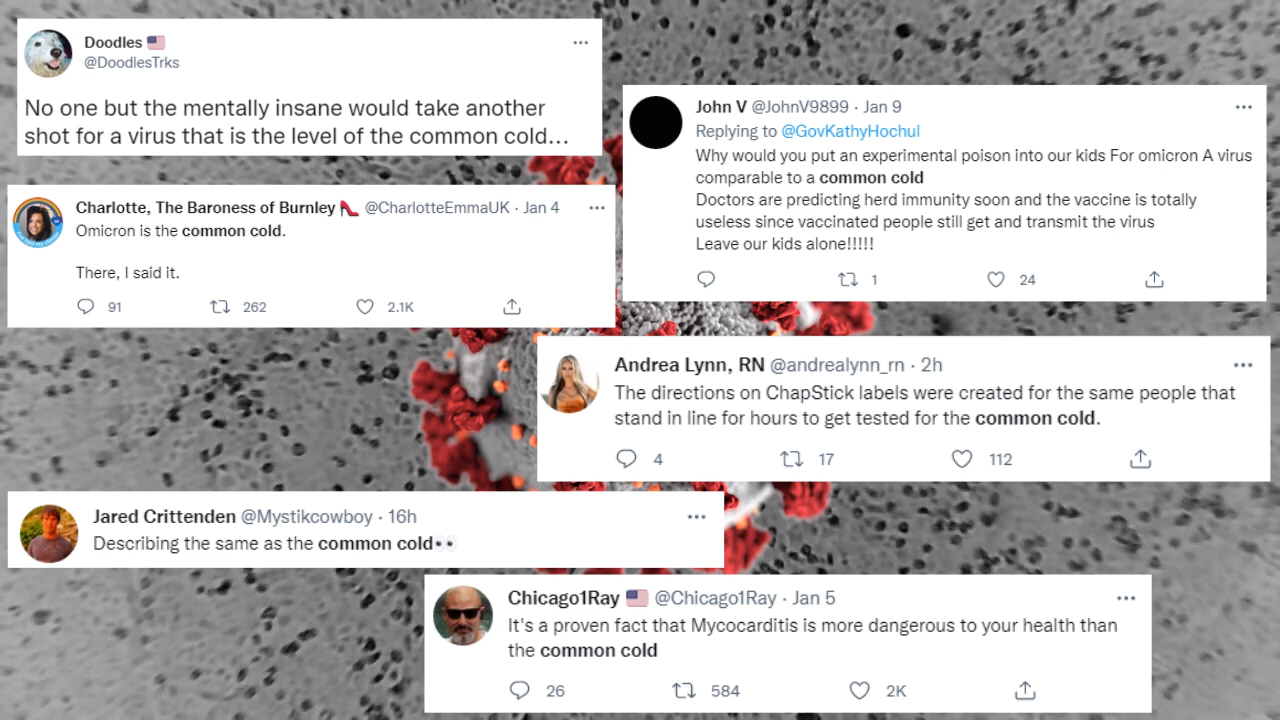 Doodles 🇺🇸
@DoodlesTrks
No one but the mentally insane would take another
shot for a virus that is the level of the common cold...
John V @JohnV9899 · Jan 9
Replying to @GovKathyHochul
Why would you put an experimental poison into our kids For omicron A virus
comparable to a common cold
Doctors are predicting herd immunity soon and the vaccine is totally
useless since vaccinated people still get and transmit the virus
Leave our kids alone!!!!!
1 24
Charlotte, The Baroness of Burnley 👠 @CharlotteEmmaUK · Jan 4
Omicron is the common cold.
There, I said it.
91 262 2.1K
Andrea Lynn, RN @andrealynn_rn · 2h
The directions on ChapStick labels were created for the same people that
stand in line for hours to get tested for the common cold.
4 17 112
Jared Crittenden @Mystikcowboy · 16h
Describing the same as the common cold👀
Chicago1Ray 🇺🇸 @Chicago1Ray · Jan 5
It's a proven fact that Mycocarditis is more dangerous to your health than
the common cold
26 584 2K